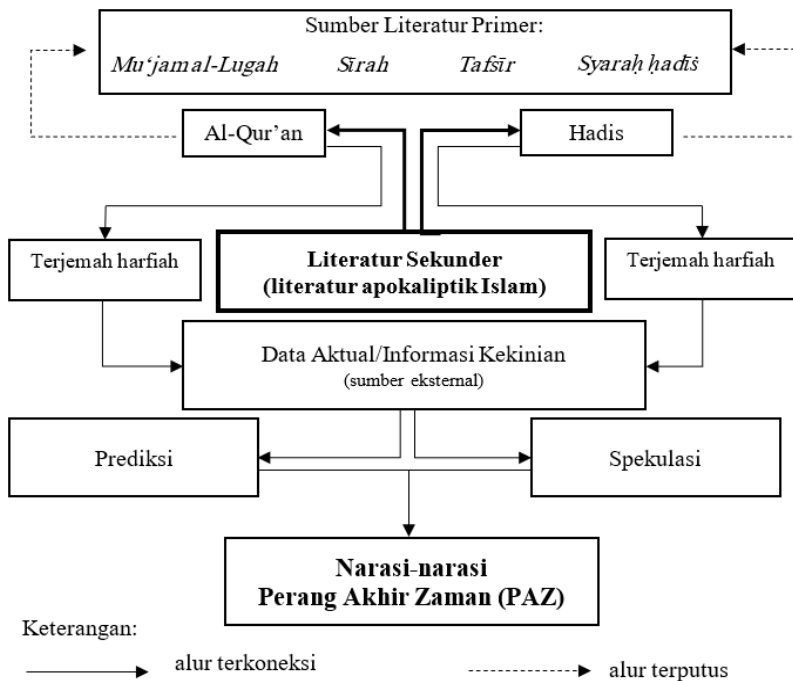 Sumber Literatur Primer:
Mu‘jam al-Lugah Sīrah Tafsīr Syaraḥ ḥadīṡ
Al-Qur’an
Hadis
Terjemah harfiah
Literatur Sekunder
(literatur apokaliptik Islam)
Terjemah harfiah
Data Aktual/Informasi Kekinian
(sumber eksternal)
Prediksi
Spekulasi
Narasi-narasi
Perang Akhir Zaman (PAZ)
Keterangan:
alur terkoneksi
alur terputus